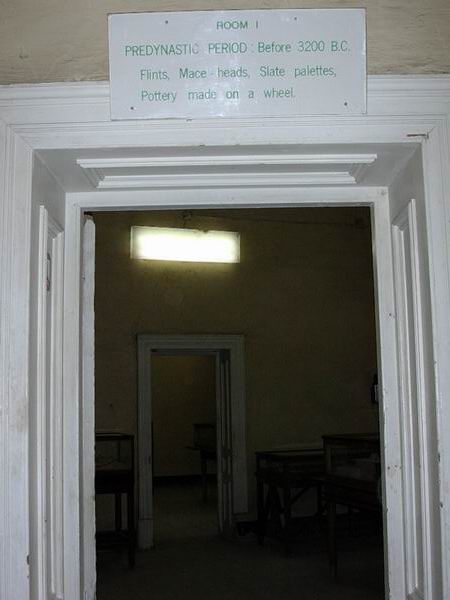 ROOM 1
PREDYNASTIC PERIOD : Before 3200 B.C.
Flints, Mace - heads, Slate palettes,
Pottery made on a wheel.